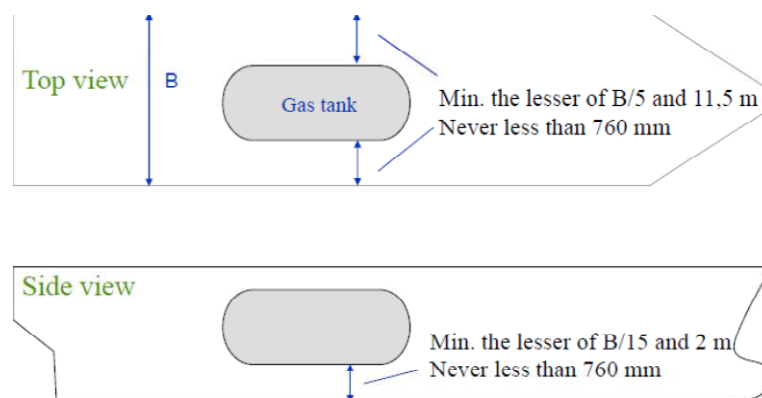 Top view
B
Gas tank
Min. the lesser of B/5 and 11,5 m
Never less than 760 mm
Side view
Min. the lesser of B/15 and 2 m
Never less than 760 mm